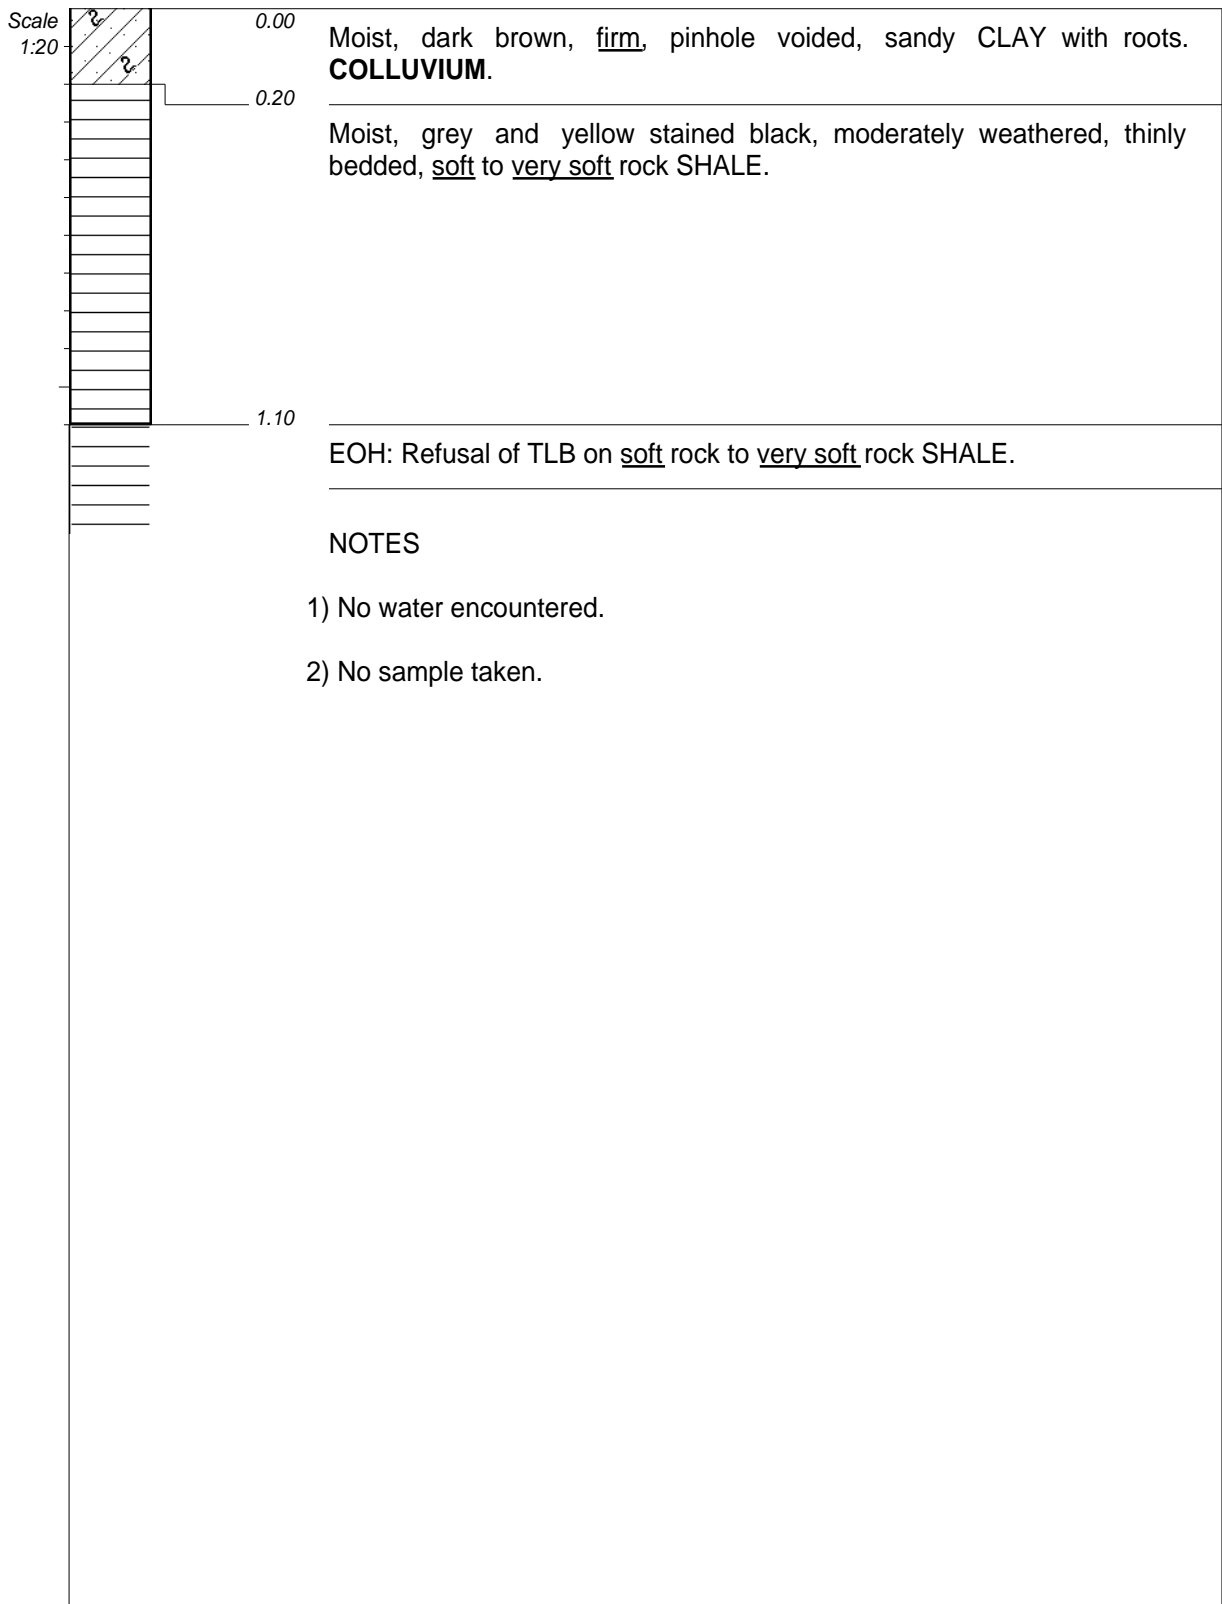 Scale
1:20
0.00
Moist, dark brown, firm, pinhole voided, sandy CLAY with roots.
COLLUVIUM.
0.20
Moist, grey and yellow stained black, moderately weathered, thinly
bedded, soft to very soft rock SHALE.
1.10
EOH: Refusal of TLB on soft rock to very soft rock SHALE.
NOTES
1) No water encountered.
2) No sample taken.